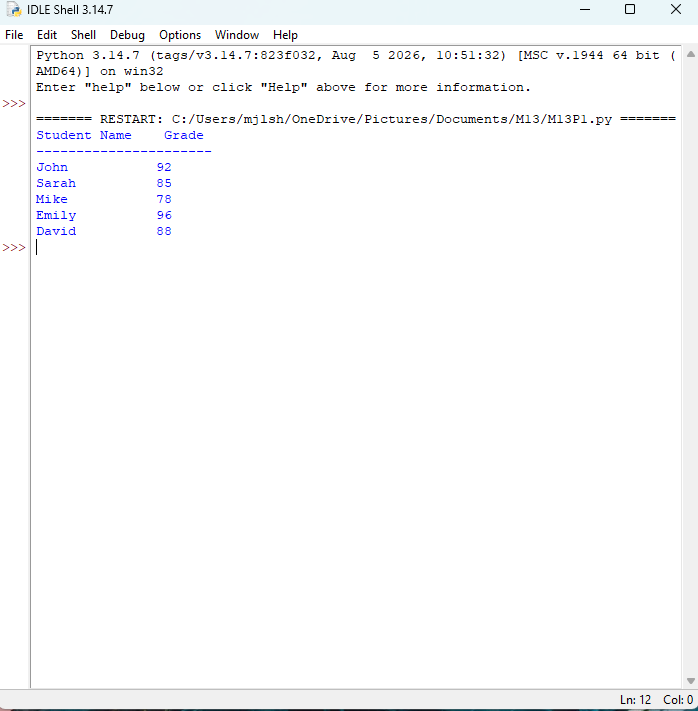 IDLE Shell 3.14.7
File Edit Shell Debug Options Window Help
Python 3.14.7 (tags/v3.14.7:823f032, Aug  5 2026, 10:51:32) [MSC v.1944 64 bit (
AMD64)] on win32
Enter "help" below or click "Help" above for more information.
>>>
======= RESTART: C:/Users/mjlsh/OneDrive/Pictures/Documents/M13/M13P1.py =======
Student Name    Grade
----------------------
John           92
Sarah          85
Mike           78
Emily          96
David          88
>>>
Ln: 12 Col: 0